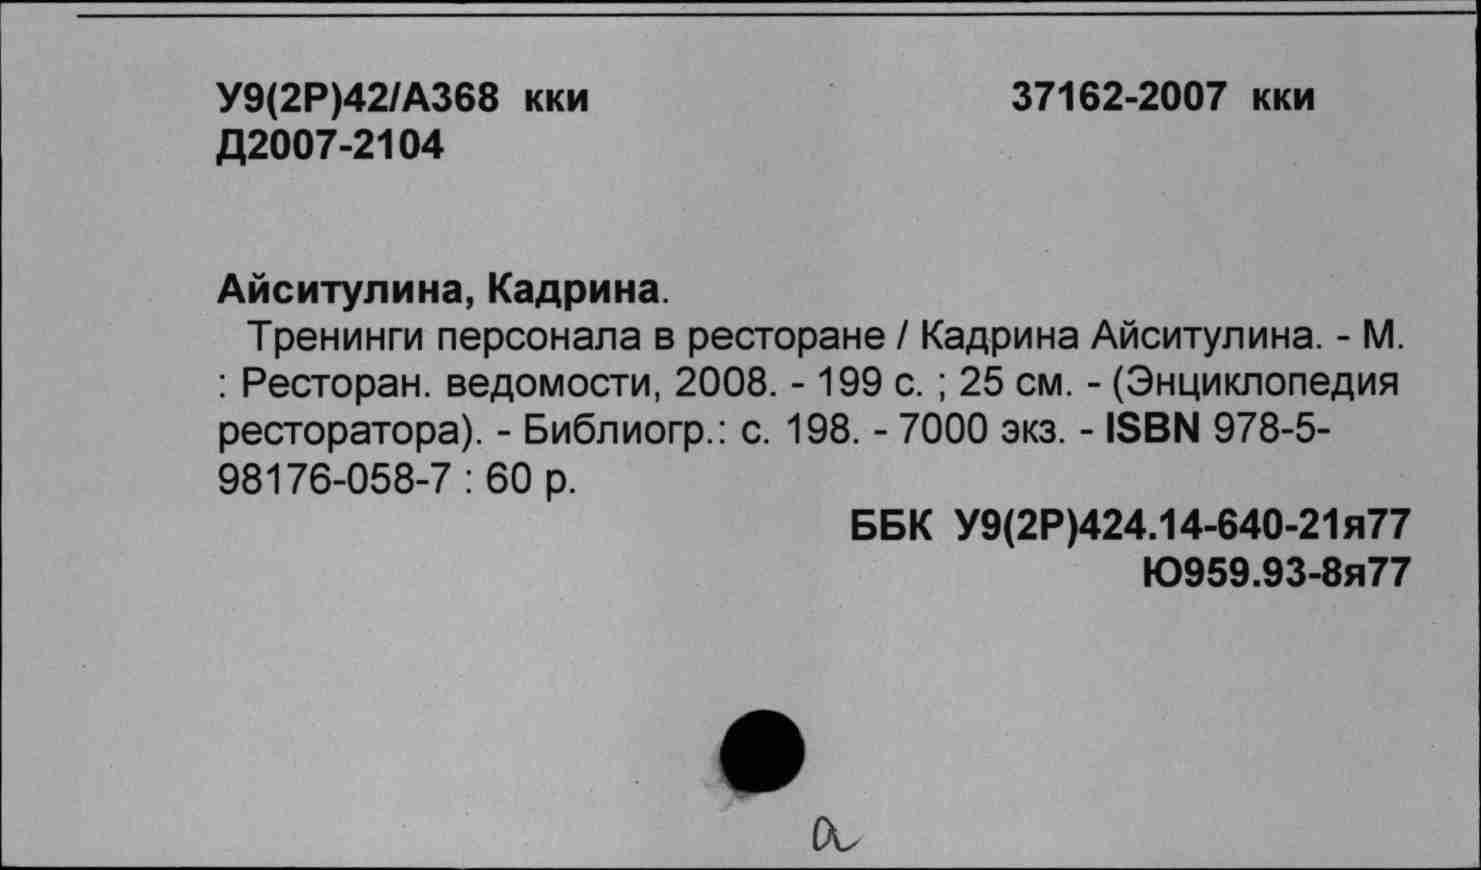 У9(2Р)42/А368 кки 37162-2007 кки
Д2007-2104
Айситулина, Кадрина.
Тренинги персонала в ресторане / Кадрина Айситулина. - М.
: Ресторан. ведомости, 2008. - 199 с. ; 25 см. - (Энциклопедия
ресторатора). - Библиогр.: с. 198. - 7000 экз. - ISBN 978-5-
98176-058-7 : 60 р.
ББК У9(2Р)424.14-640-21я77
Ю959.93-8я77
а